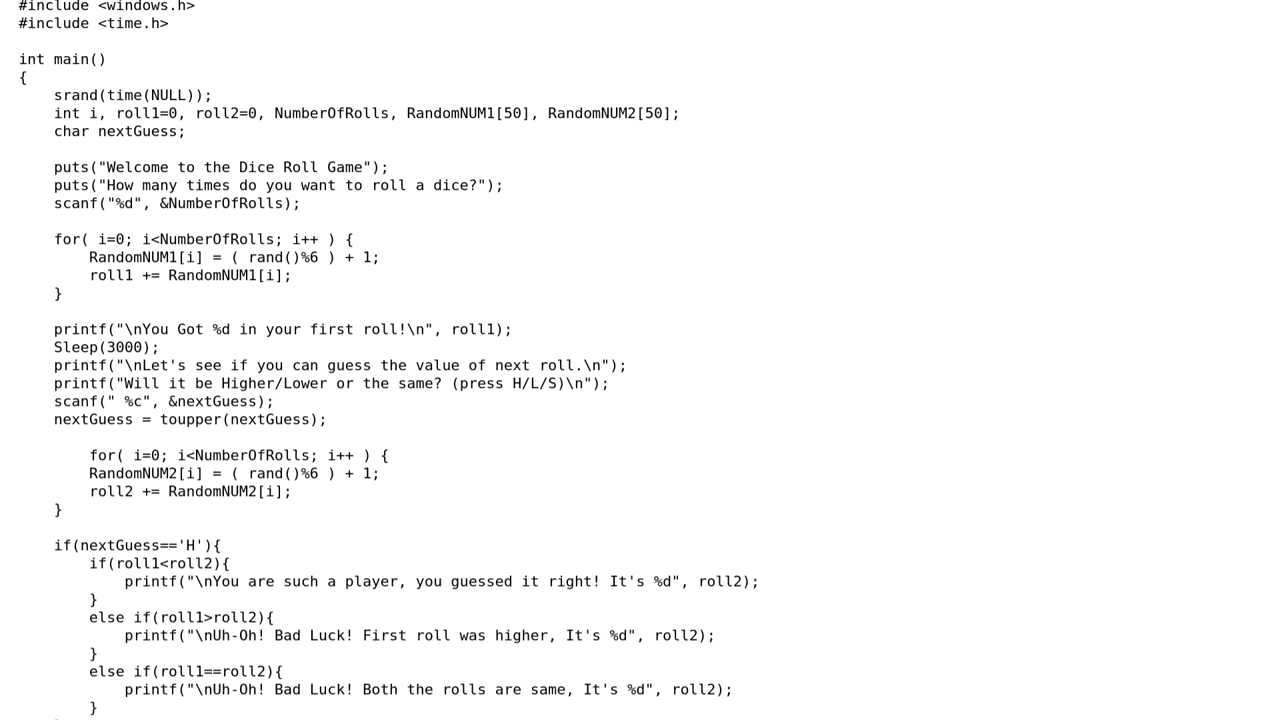 #include <windows.h>
#include <time.h>
int main()
{
    srand(time(NULL));
    int i, roll1=0, roll2=0, NumberOfRolls, RandomNUM1[50], RandomNUM2[50];
    char nextGuess;
    puts("Welcome to the Dice Roll Game");
    puts("How many times do you want to roll a dice?");
    scanf("%d", &NumberOfRolls);
    for( i=0; i<NumberOfRolls; i++ ) {
        RandomNUM1[i] = ( rand()%6 ) + 1;
        roll1 += RandomNUM1[i];
    }
    printf("\nYou Got %d in your first roll!\n", roll1);
    Sleep(3000);
    printf("\nLet's see if you can guess the value of next roll.\n");
    printf("Will it be Higher/Lower or the same? (press H/L/S)\n");
    scanf(" %c", &nextGuess);
    nextGuess = toupper(nextGuess);
        for( i=0; i<NumberOfRolls; i++ ) {
        RandomNUM2[i] = ( rand()%6 ) + 1;
        roll2 += RandomNUM2[i];
    }
    if(nextGuess=='H'){
        if(roll1<roll2){
            printf("\nYou are such a player, you guessed it right! It's %d", roll2);
        }
        else if(roll1>roll2){
            printf("\nUh-Oh! Bad Luck! First roll was higher, It's %d", roll2);
        }
        else if(roll1==roll2){
            printf("\nUh-Oh! Bad Luck! Both the rolls are same, It's %d", roll2);
        }